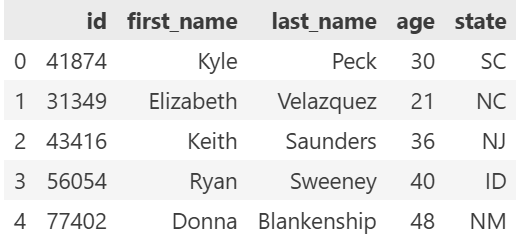 id first_name last_name age state
0 41874 Kyle Peck 30 SC
1 31349 Elizabeth Velazquez 21 NC
2 43416 Keith Saunders 36 NJ
3 56054 Ryan Sweeney 40 ID
4 77402 Donna Blankenship 48 NM